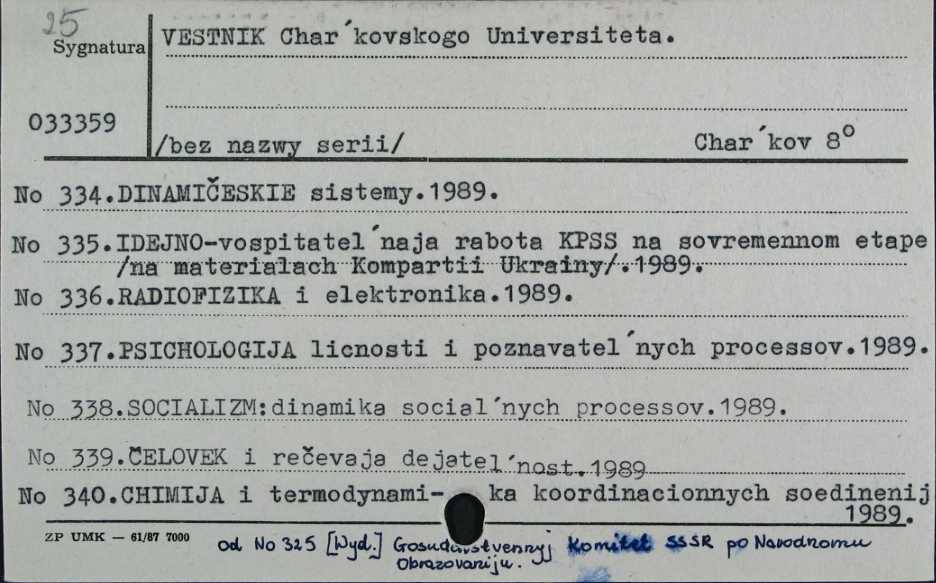 25
Sygnatura
VESTNIK Char´kovskogo Universiteta.
033359
/bez nazwy serii/ Char´kov 8°
No 334.DINAMIČESKIE sistemy.1989.
No 335.IDEJNO-vospitatel´naja rabota KPSS na sovremennom etape
/na materiałach Kompartii Ukrainy/.1989.
No 336.RADIOFIZIKA i elektronika.1989.
No 337.PSICHOLOGIJA licnosti i poznavatel´nych processov.1989.
No 338.SOCIALIZM:dinamika social´nych processov.1989.
No 339.ČELOVEK i rečevaja dejatel´nost.1989
No 340.CHIMIJA i termodynami- ka koordinacionnych soedinenij
1989.
ZP UMK — 61/87 7000
od No 325 [Wyd.] Gosudarstvennyj Komitet SSSR po Narodnomu
Obrazovaniju.